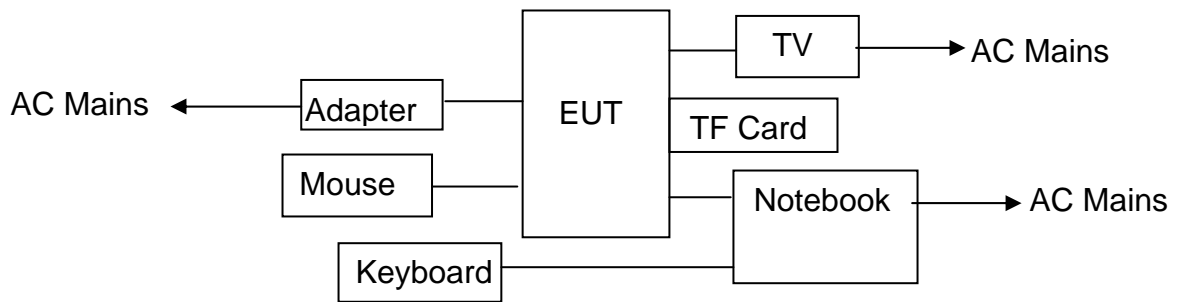 TV
AC Mains
AC Mains
Adapter
EUT
TF Card
Mouse
Notebook
AC Mains
Keyboard